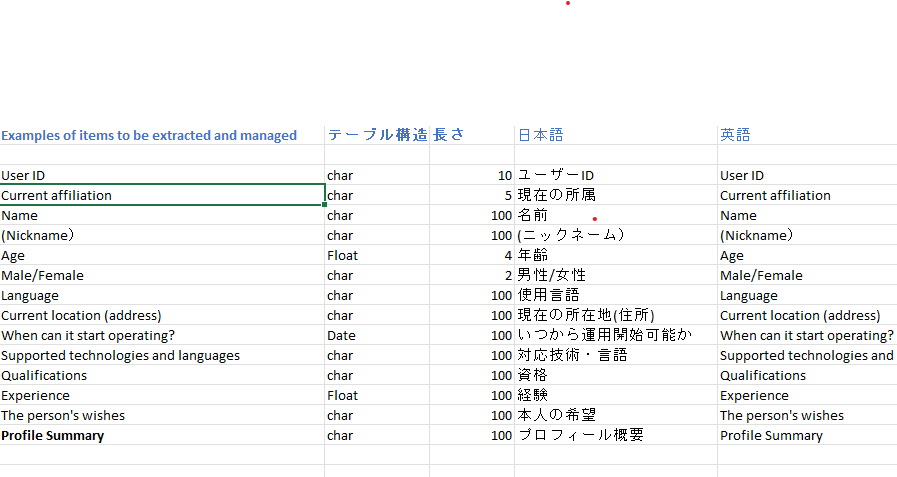 Examples of items to be extracted and managed テーブル構造 長さ 日本語 英語
User ID char 10 ユーザーID User ID
Current affiliation char 5 現在の所属 Current affiliation
Name char 100 名前 Name
(Nickname） char 100 (ニックネーム） (Nickname）
Age Float 4 年齢 Age
Male/Female char 2 男性/女性 Male/Female
Language char 100 使用言語 Language
Current location (address) char 100 現在の所在地(住所) Current location (address)
When can it start operating? Date 100 いつから運用開始可能か When can it start operating?
Supported technologies and languages char 100 対応技術・言語 Supported technologies and
Qualifications char 100 資格 Qualifications
Experience Float 100 経験 Experience
The person's wishes char 100 本人の希望 The person's wishes
Profile Summary char 100 プロフィール概要 Profile Summary